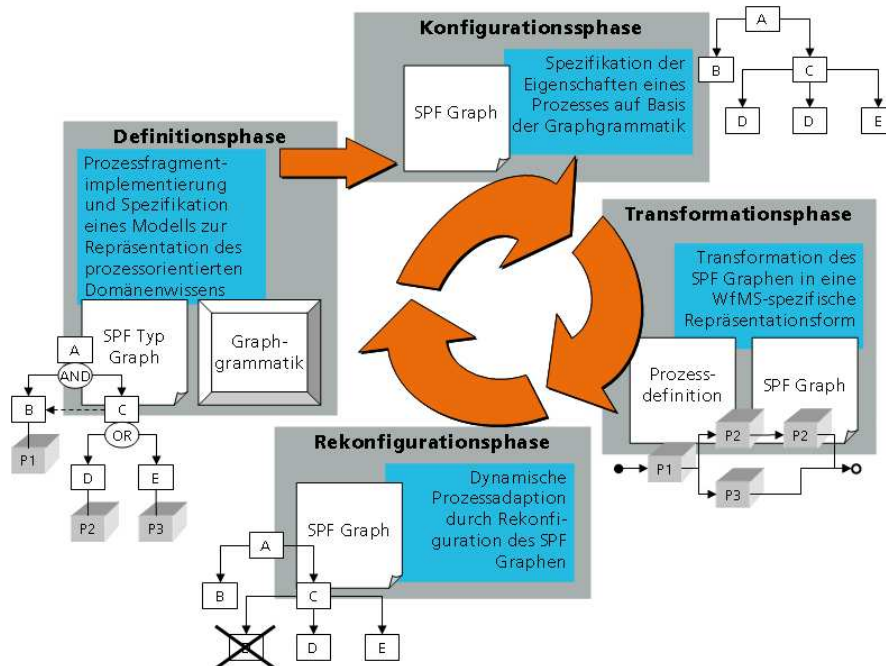 Konfigurationssphase
Spezifikation der
Eigenschaften eines
Prozesses auf Basis
der Graphgrammatik
SPF Graph
A
B
C
D
D
E
Definitionsphase
Prozessfragment-
implementierung
und Spezifikation
eines Modells zur
Repräsentation des
prozessorientierten
Domänenwissens
SPF Typ
Graph
Graph-
grammatik
A
AND
B
C
OR
P1
D
E
P2
P3
Transformationsphase
Transformation des
SPF Graphen in eine
WfMS-spezifische
Repräsentationsform
Prozess-
definition
SPF Graph
P2
P2
P1
P3
Rekonfigurationsphase
Dynamische
Prozessadaption
durch Rekonfi-
guration des SPF
Graphen
SPF Graph
A
B
C
D
E